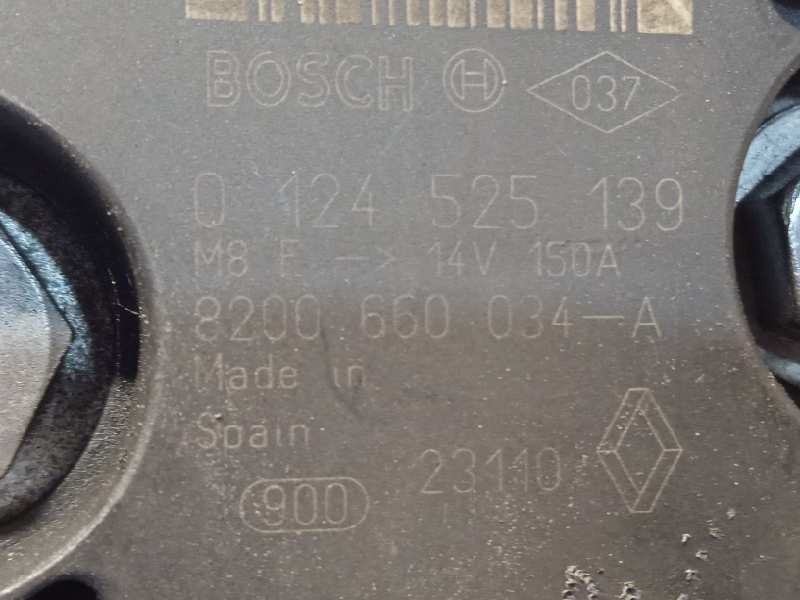 BOSCH H 037
0 124 525 139
M8 E -> 14V 150A
8200 660 034-A
Made in
Spain
900 23110